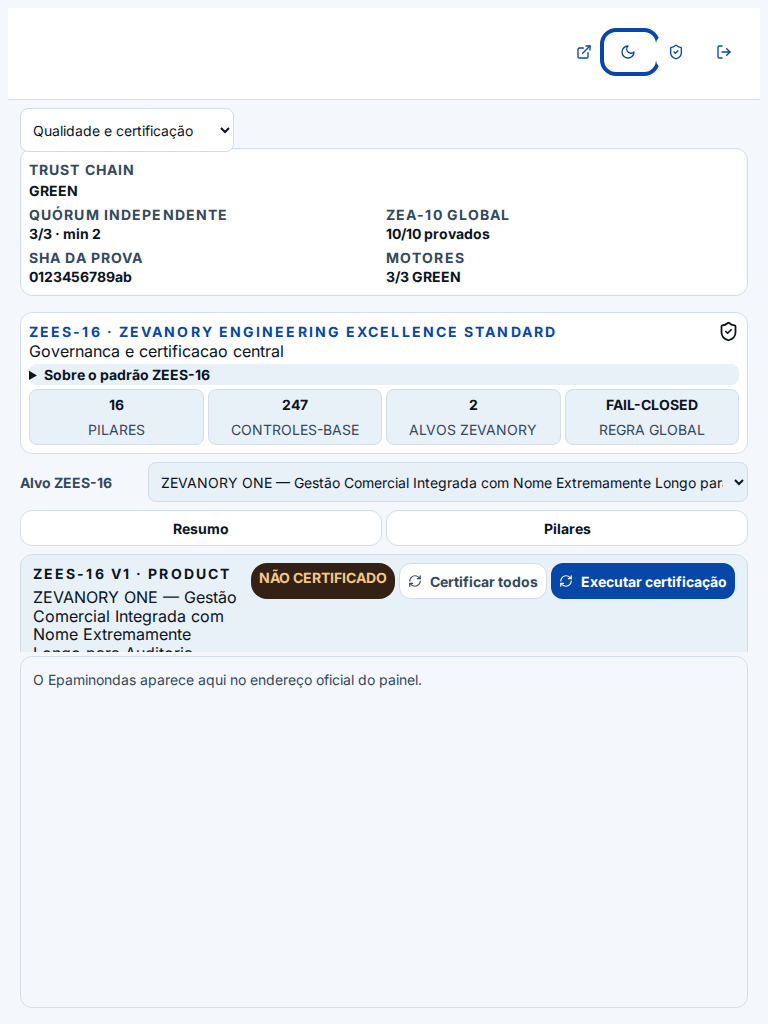 Qualidade e certificação
TRUST CHAIN
GREEN
QUÓRUM INDEPENDENTE
3/3 · min 2
ZEA-10 GLOBAL
10/10 provados
SHA DA PROVA
0123456789ab
MOTORES
3/3 GREEN
ZEES-16 · ZEVANORY ENGINEERING EXCELLENCE STANDARD
Governanca e certificacao central
Sobre o padrão ZEES-16
16
PILARES
247
CONTROLES-BASE
2
ALVOS ZEVANORY
FAIL-CLOSED
REGRA GLOBAL
Alvo ZEES-16
ZEVANORY ONE — Gestão Comercial Integrada com Nome Extremamente Longo par
Resumo
Pilares
ZEES-16 V1 · PRODUCT
ZEVANORY ONE — Gestão
Comercial Integrada com
Nome Extremamente
Longo para Auditoria
NÃO CERTIFICADO
Certificar todos
Executar certificação
O Epaminondas aparece aqui no endereço oficial do painel.